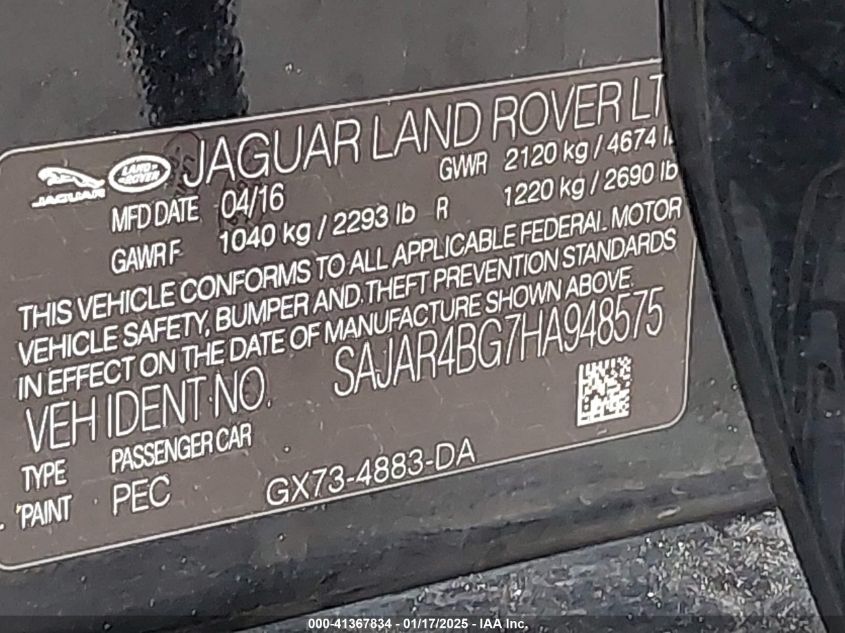 JAGUAR LAND ROVER LT
JAGUAR
LAND ROVER
MFD DATE 04/16 GVWR 2120 kg / 4674 l
GAWR F 1040 kg / 2293 lb R 1220 kg / 2690 lb
THIS VEHICLE CONFORMS TO ALL APPLICABLE FEDERAL MOTOR
VEHICLE SAFETY, BUMPER AND THEFT PREVENTION STANDARDS
IN EFFECT ON THE DATE OF MANUFACTURE SHOWN ABOVE.
VEH IDENT NO. SAJAR4BG7HA948575
TYPE PASSENGER CAR
PAINT PEC GX73-4883-DA
000-41367834 - 01/17/2025 - IAA Inc.